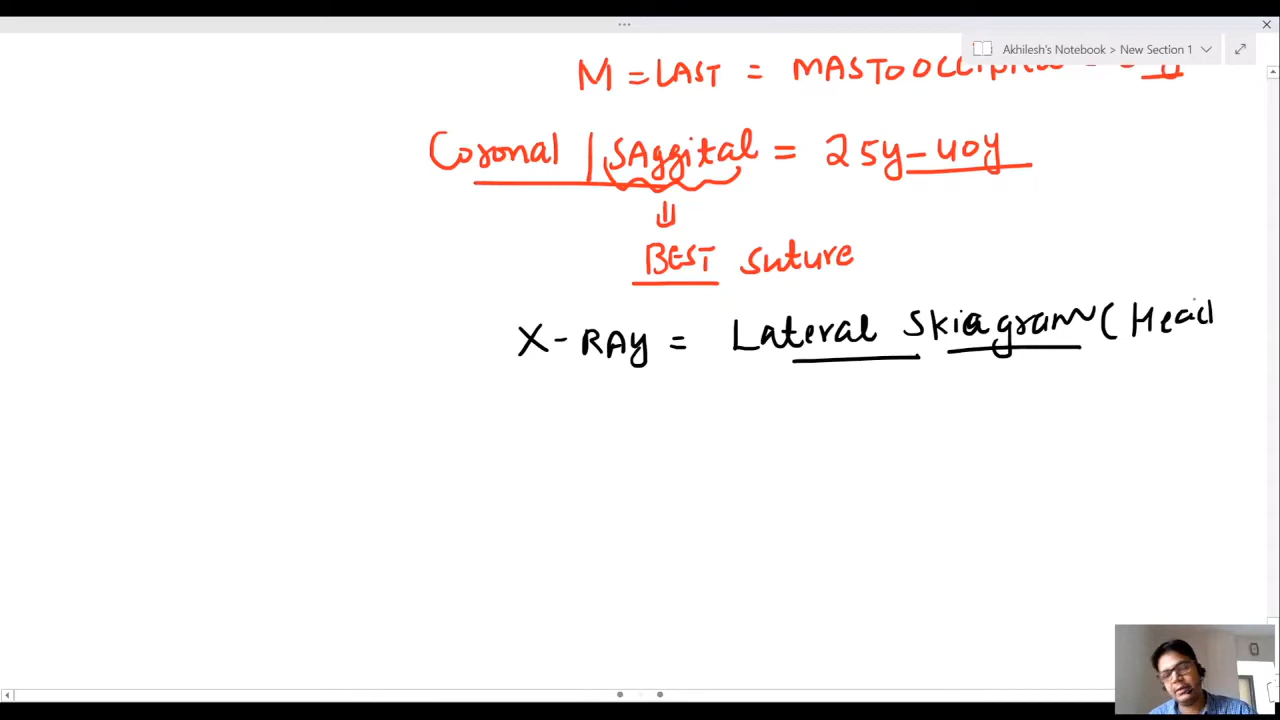 Akhilesh's Notebook > New Section 1
M = LAST = MASTOOCCIPITAL =
Coronal | SAggital = 25y - 40y
BEST suture
X-RAY = Lateral Skiagram (Head